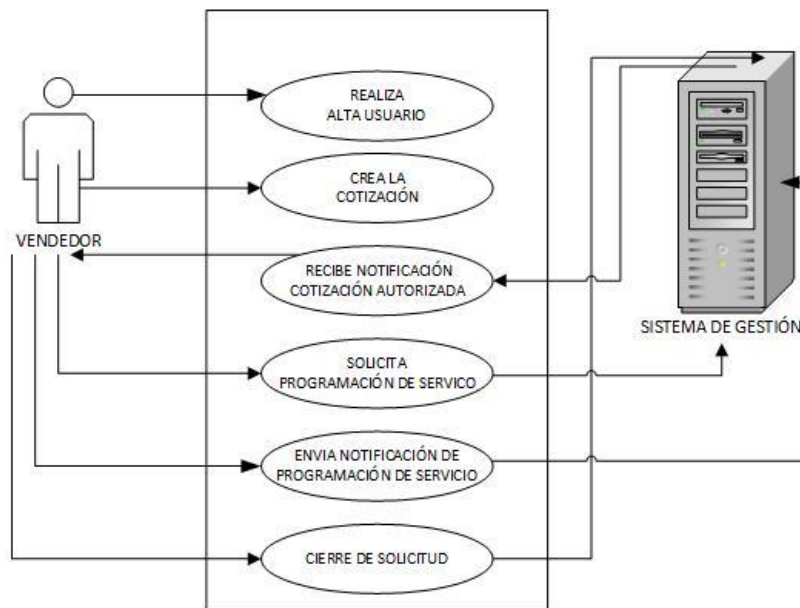 REALIZA
ALTA USUARIO
CREA LA
COTIZACIÓN
VENDEDOR
RECIBE NOTIFICACIÓN
COTIZACIÓN AUTORIZADA
SISTEMA DE GESTIÓN
SOLICITA
PROGRAMACIÓN DE SERVICO
ENVIA NOTIFICACIÓN DE
PROGRAMACIÓN DE SERVICIO
CIERRE DE SOLICITUD